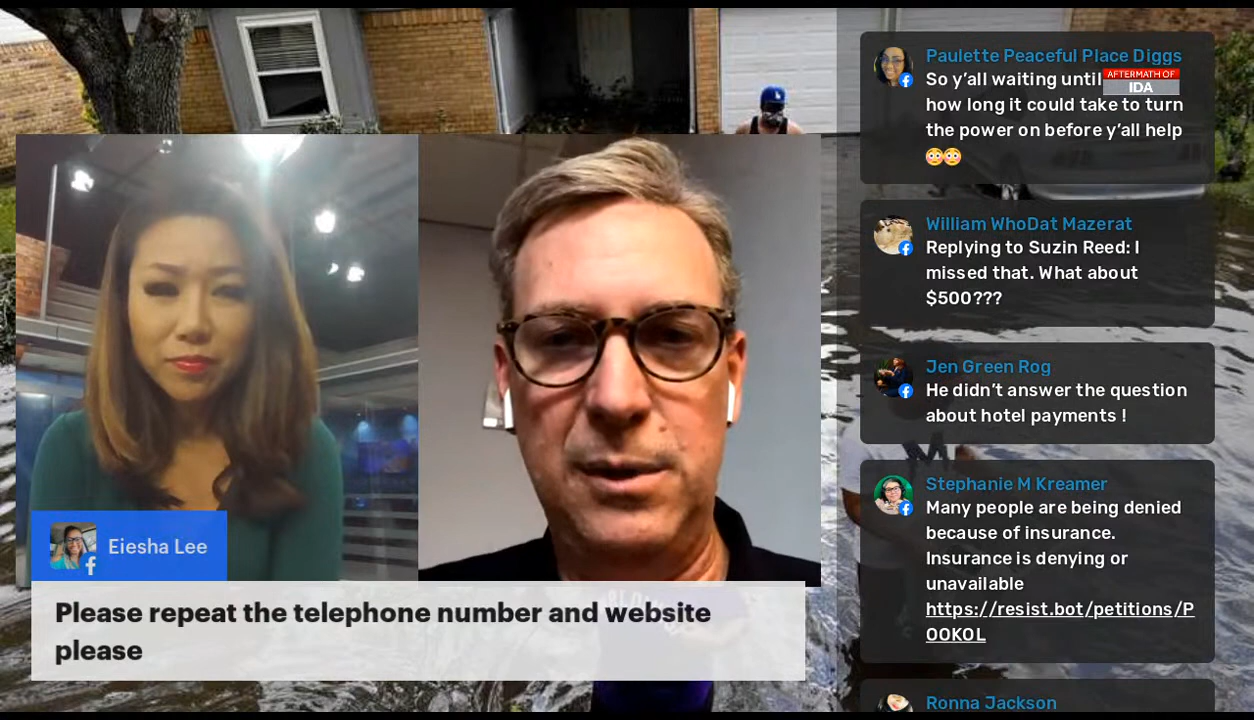 Paulette Peaceful Place Diggs
So y’all waiting until
AFTERMATH OF
IDA
how long it could take to turn
the power on before y’all help
😳😳
William WhoDat Mazerat
Replying to Suzin Reed: I
missed that. What about
$500???
Jen Green Rog
He didn’t answer the question
about hotel payments !
Stephanie M Kreamer
Many people are being denied
because of insurance.
Insurance is denying or
unavailable
https://resist.bot/petitions/P
Ronna Jackson
Eiesha Lee
Please repeat the telephone number and website
please